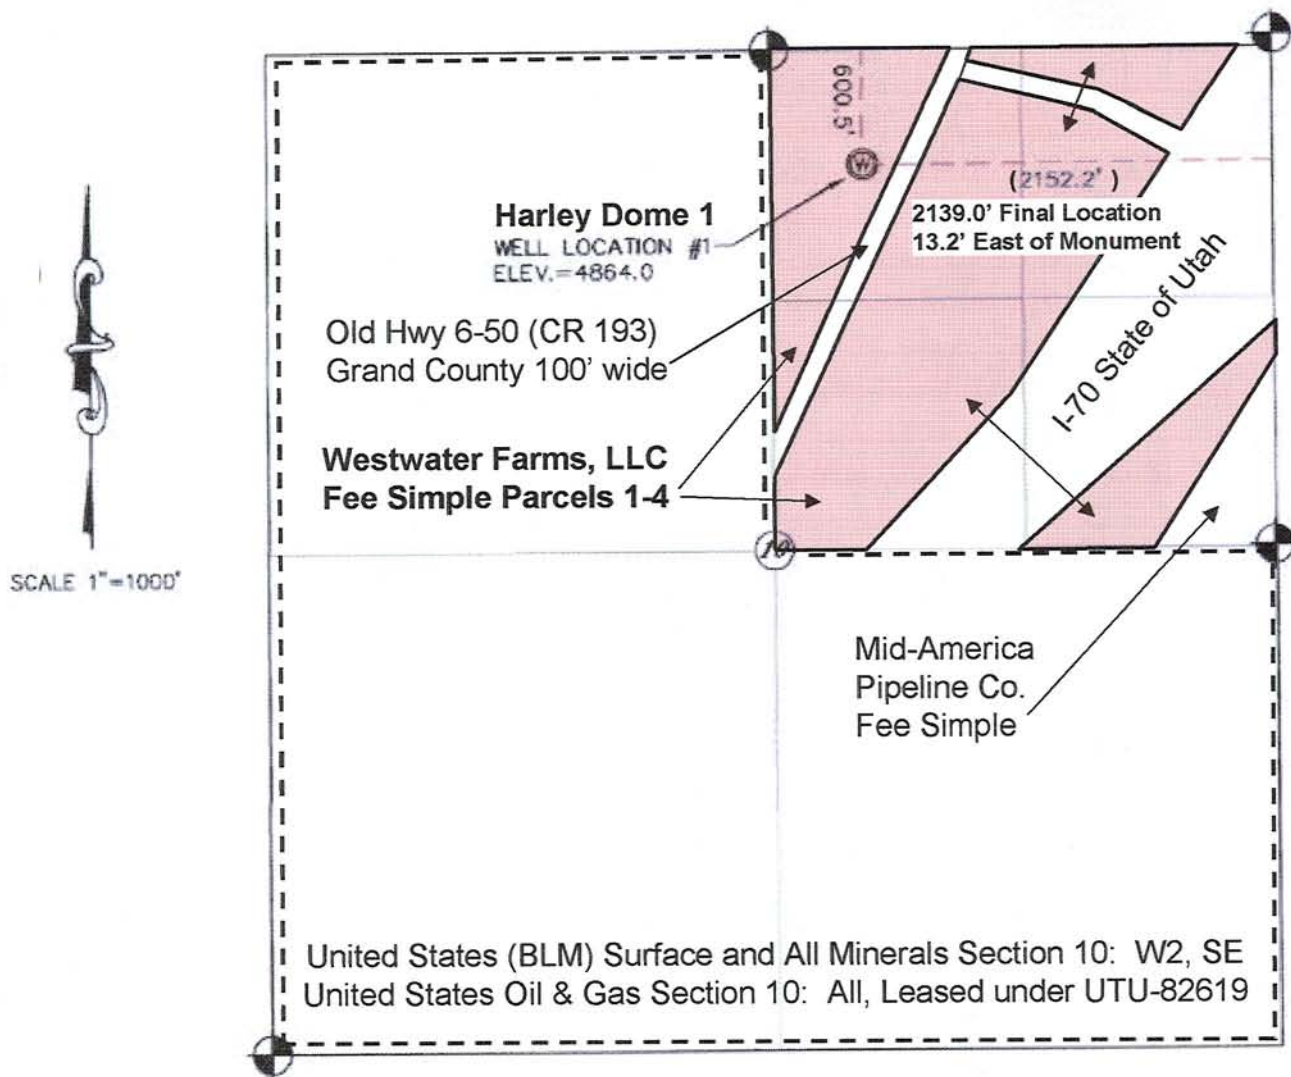 600.5'
W
(2152.2')
2139.0' Final Location
13.2' East of Monument
Harley Dome 1
WELL LOCATION #1
ELEV.=4864.0
Old Hwy 6-50 (CR 193)
Grand County 100' wide
I-70 State of Utah
Westwater Farms, LLC
Fee Simple Parcels 1-4
10
SCALE 1"=1000'
Mid-America
Pipeline Co.
Fee Simple
United States (BLM) Surface and All Minerals Section 10: W2, SE
United States Oil & Gas Section 10: All, Leased under UTU-82619